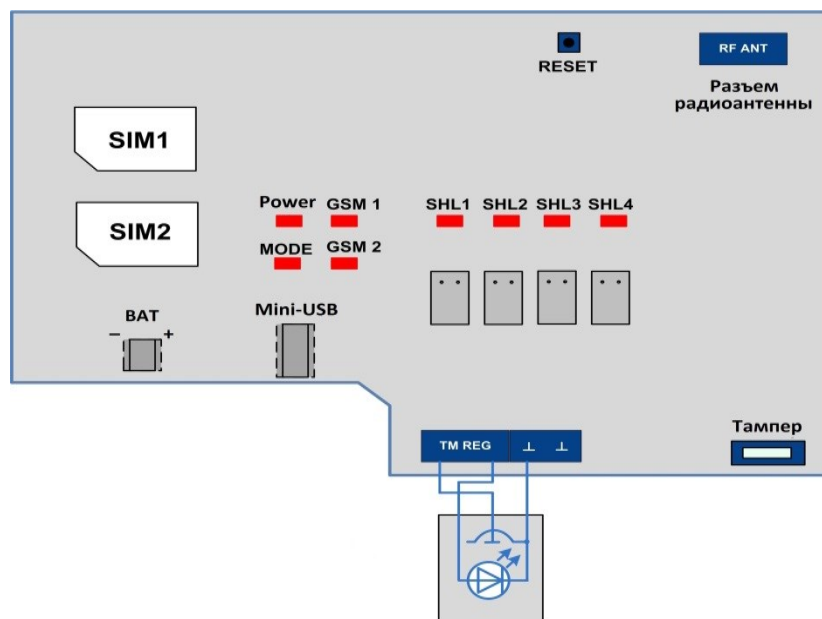 RF ANT
RESET
Разъем
радиоантенны
SIM1
SIM2
Power GSM 1
MODE GSM 2
SHL1 SHL2 SHL3 SHL4
BAT
− +
Mini-USB
TM REG
Тампер